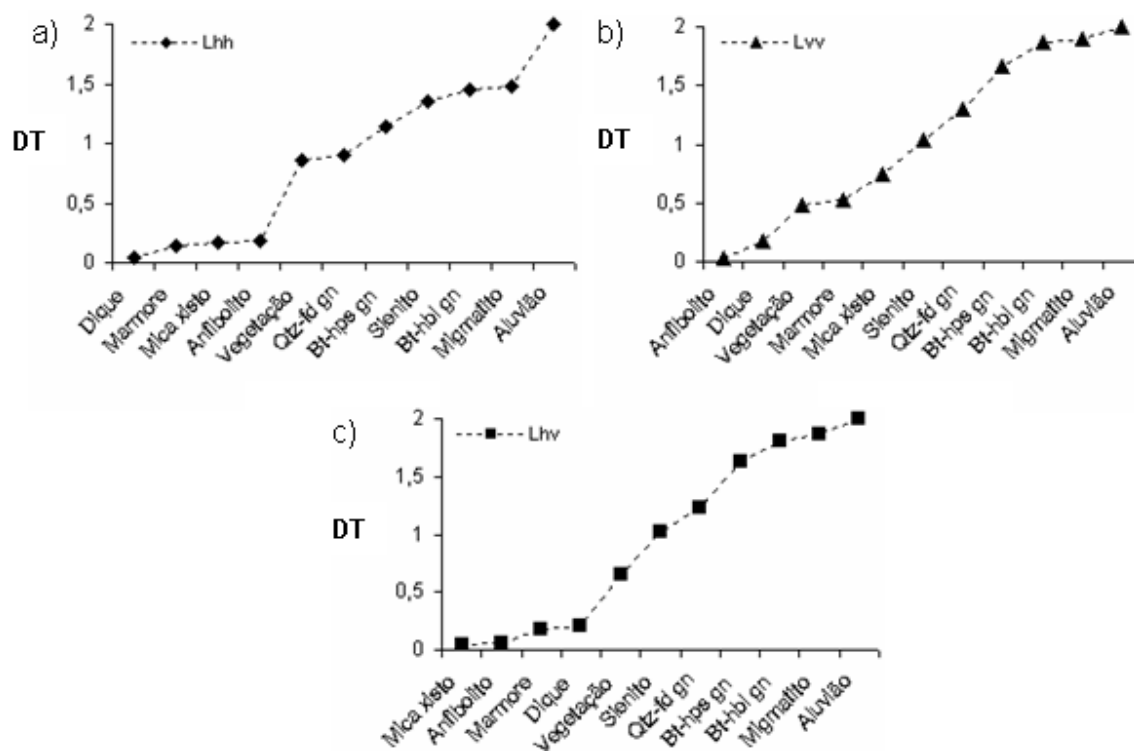 a)
Lhh
DT
2
1,5
1
0,5
0
Dique
Marmore
Mica xisto
Anfibolito
Vegetação
Qtz-fd gn
Bt-hps gn
Sienito
Bt-hbl gn
Migmatito
Aluvião
b)
Lvv
DT
2
1,5
1
0,5
0
Anfibolito
Dique
Vegetação
Marmore
Mica xisto
Sienito
Qtz-fd gn
Bt-hps gn
Bt-hbl gn
Migmatito
Aluvião
c)
Lhv
DT
2
1,5
1
0,5
0
Mica xisto
Anfibolito
Marmore
Dique
Vegetação
Sienito
Qtz-fd gn
Bt-hps gn
Bt-hbl gn
Migmatito
Aluvião